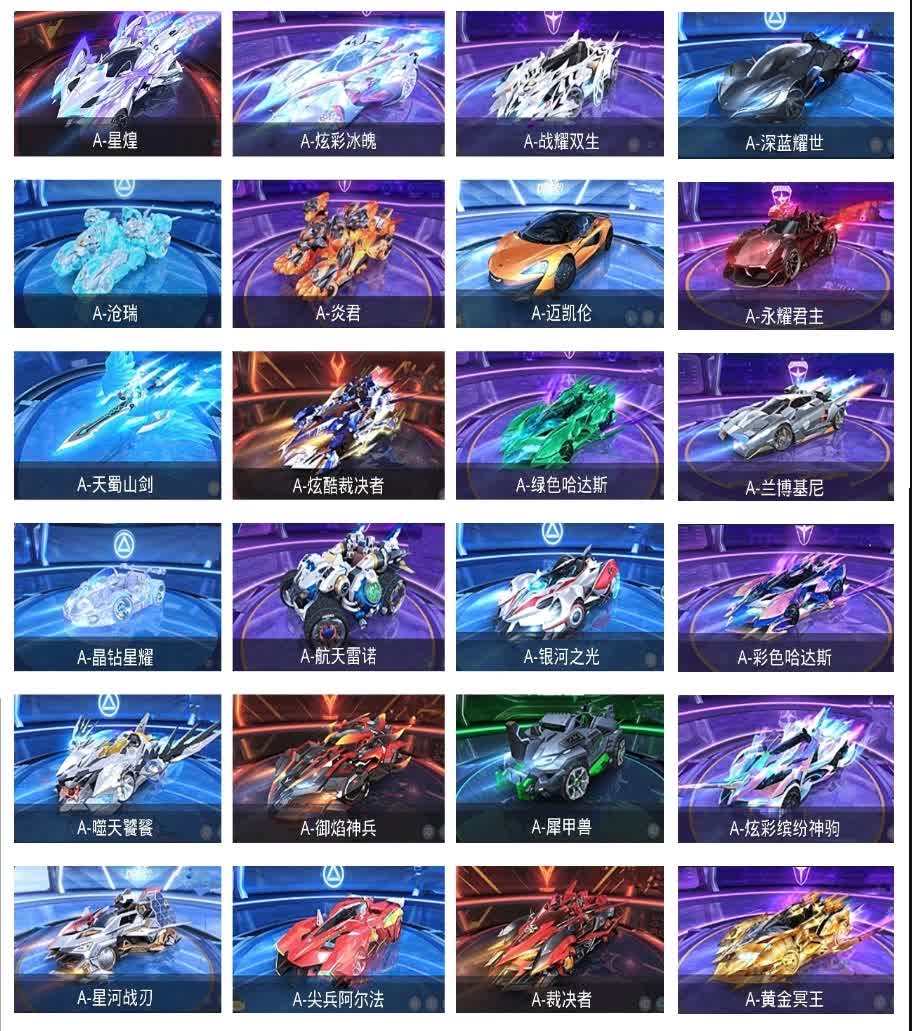 A-星煌
A-炫彩冰魄
A-战耀双生
A-深蓝耀世
A-沧瑞
A-炎君
A-迈凯伦
A-永耀君主
A-天蜀山剑
A-炫酷裁决者
A-绿色哈达斯
A-兰博基尼
A-晶钻星耀
A-航天雷诺
A-银河之光
A-彩色哈达斯
A-噬天饕餮
A-御焰神兵
A-犀甲兽
A-炫彩缤纷神驹
A-星河战刃
A-尖兵阿尔法
A-裁决者
A-黄金冥王